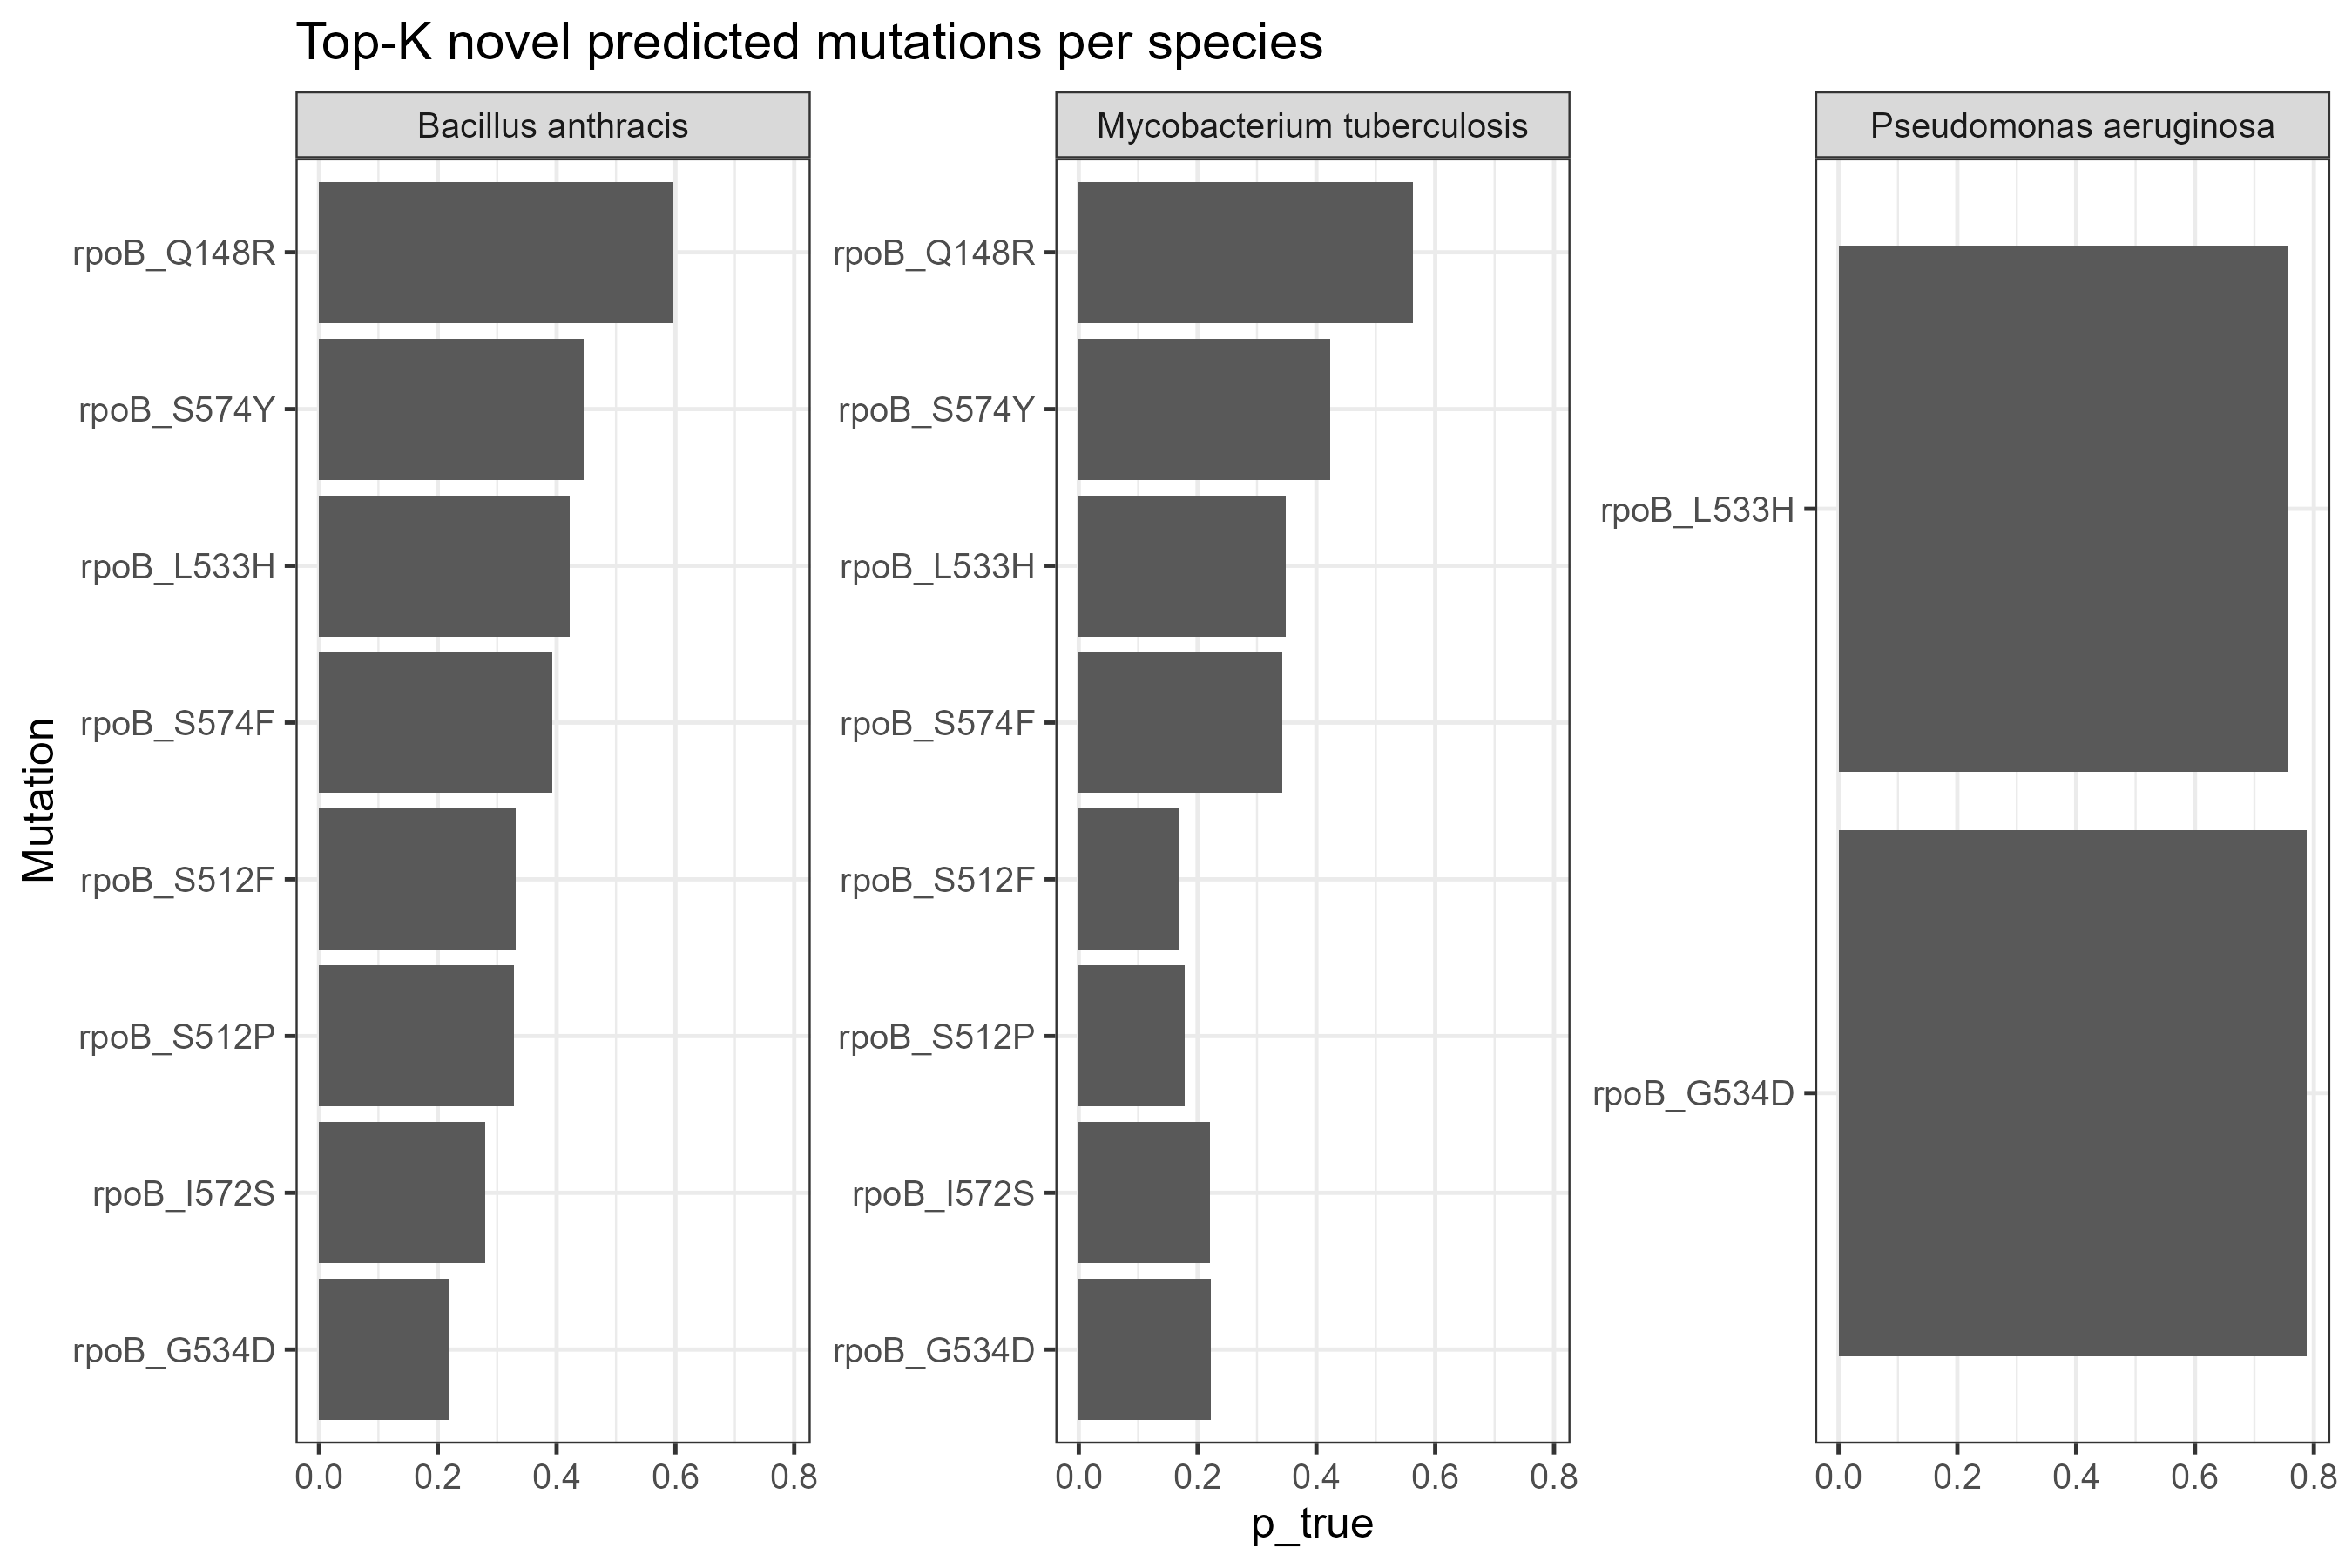 Top-K novel predicted mutations per species
Bacillus anthracis
Mycobacterium tuberculosis
Pseudomonas aeruginosa
Mutation
rpoB_Q148R
rpoB_S574Y
rpoB_L533H
rpoB_S574F
rpoB_S512F
rpoB_S512P
rpoB_I572S
rpoB_G534D
0.0 0.2 0.4 0.6 0.8
rpoB_Q148R
rpoB_S574Y
rpoB_L533H
rpoB_S574F
rpoB_S512F
rpoB_S512P
rpoB_I572S
rpoB_G534D
0.0 0.2 0.4 0.6 0.8
rpoB_L533H
rpoB_G534D
0.0 0.2 0.4 0.6 0.8
p_true